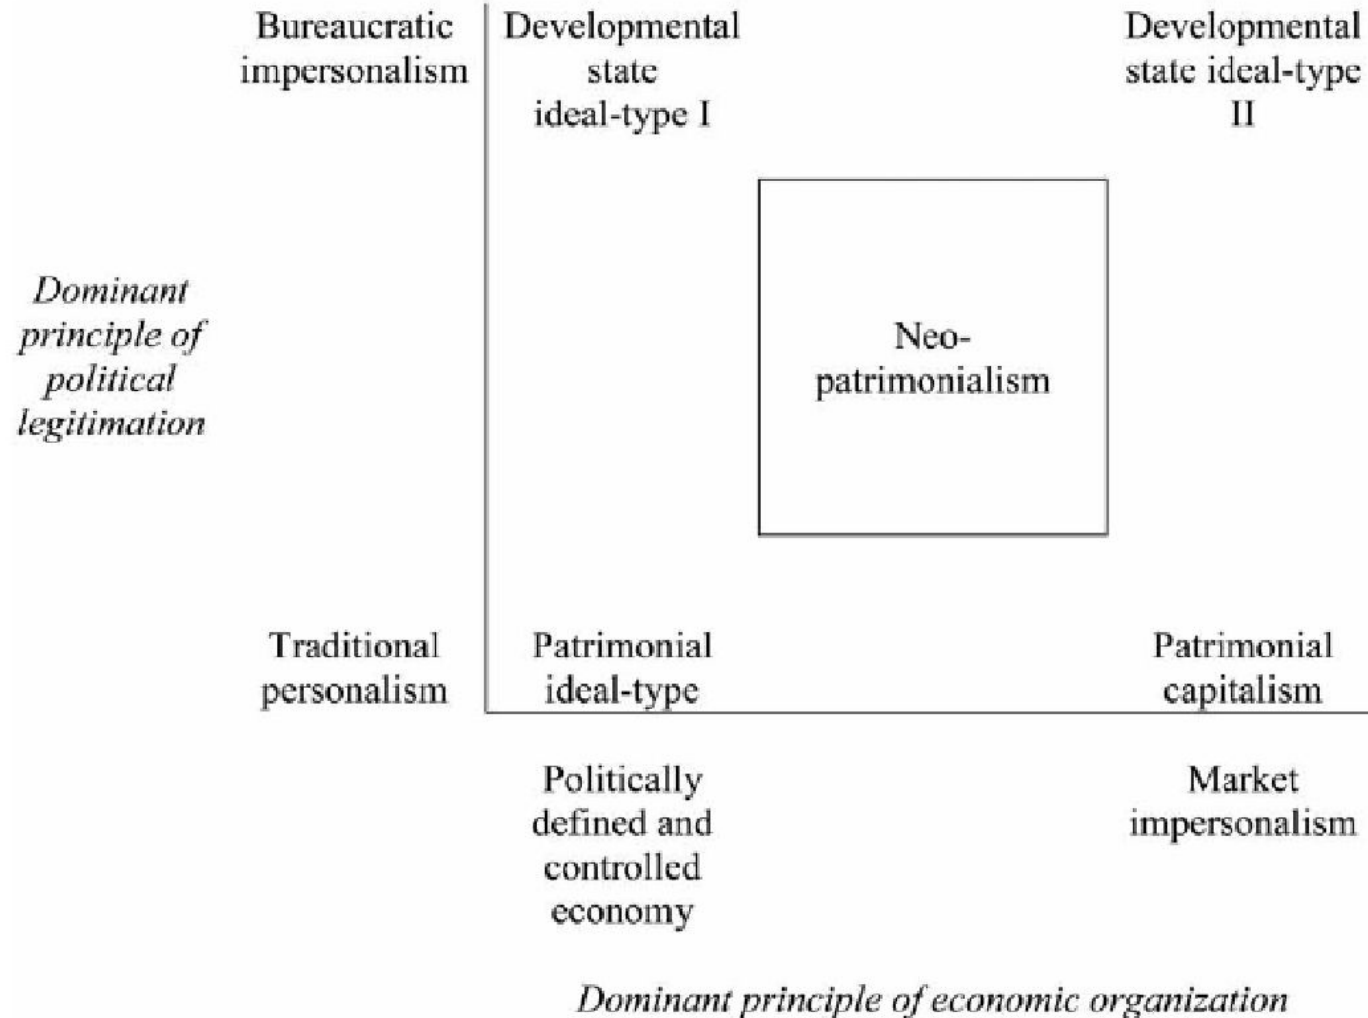 Bureaucratic
impersonalism
Developmental
state
ideal-type I
Developmental
state ideal-type
II
Dominant
principle of
political
legitimation
Neo-
patrimonialism
Traditional
personalism
Patrimonial
ideal-type
Patrimonial
capitalism
Politically
defined and
controlled
economy
Market
impersonalism
Dominant principle of economic organization